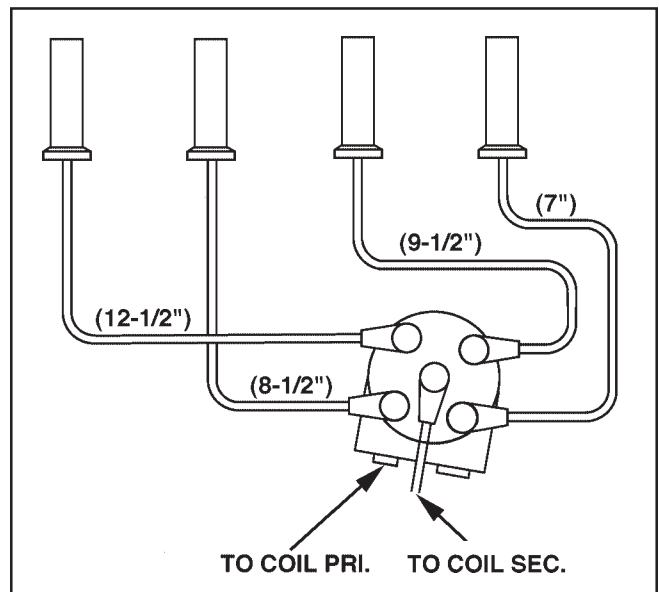 (7")
(9-1/2")
(12-1/2")
(8-1/2")
TO COIL PRI. TO COIL SEC.